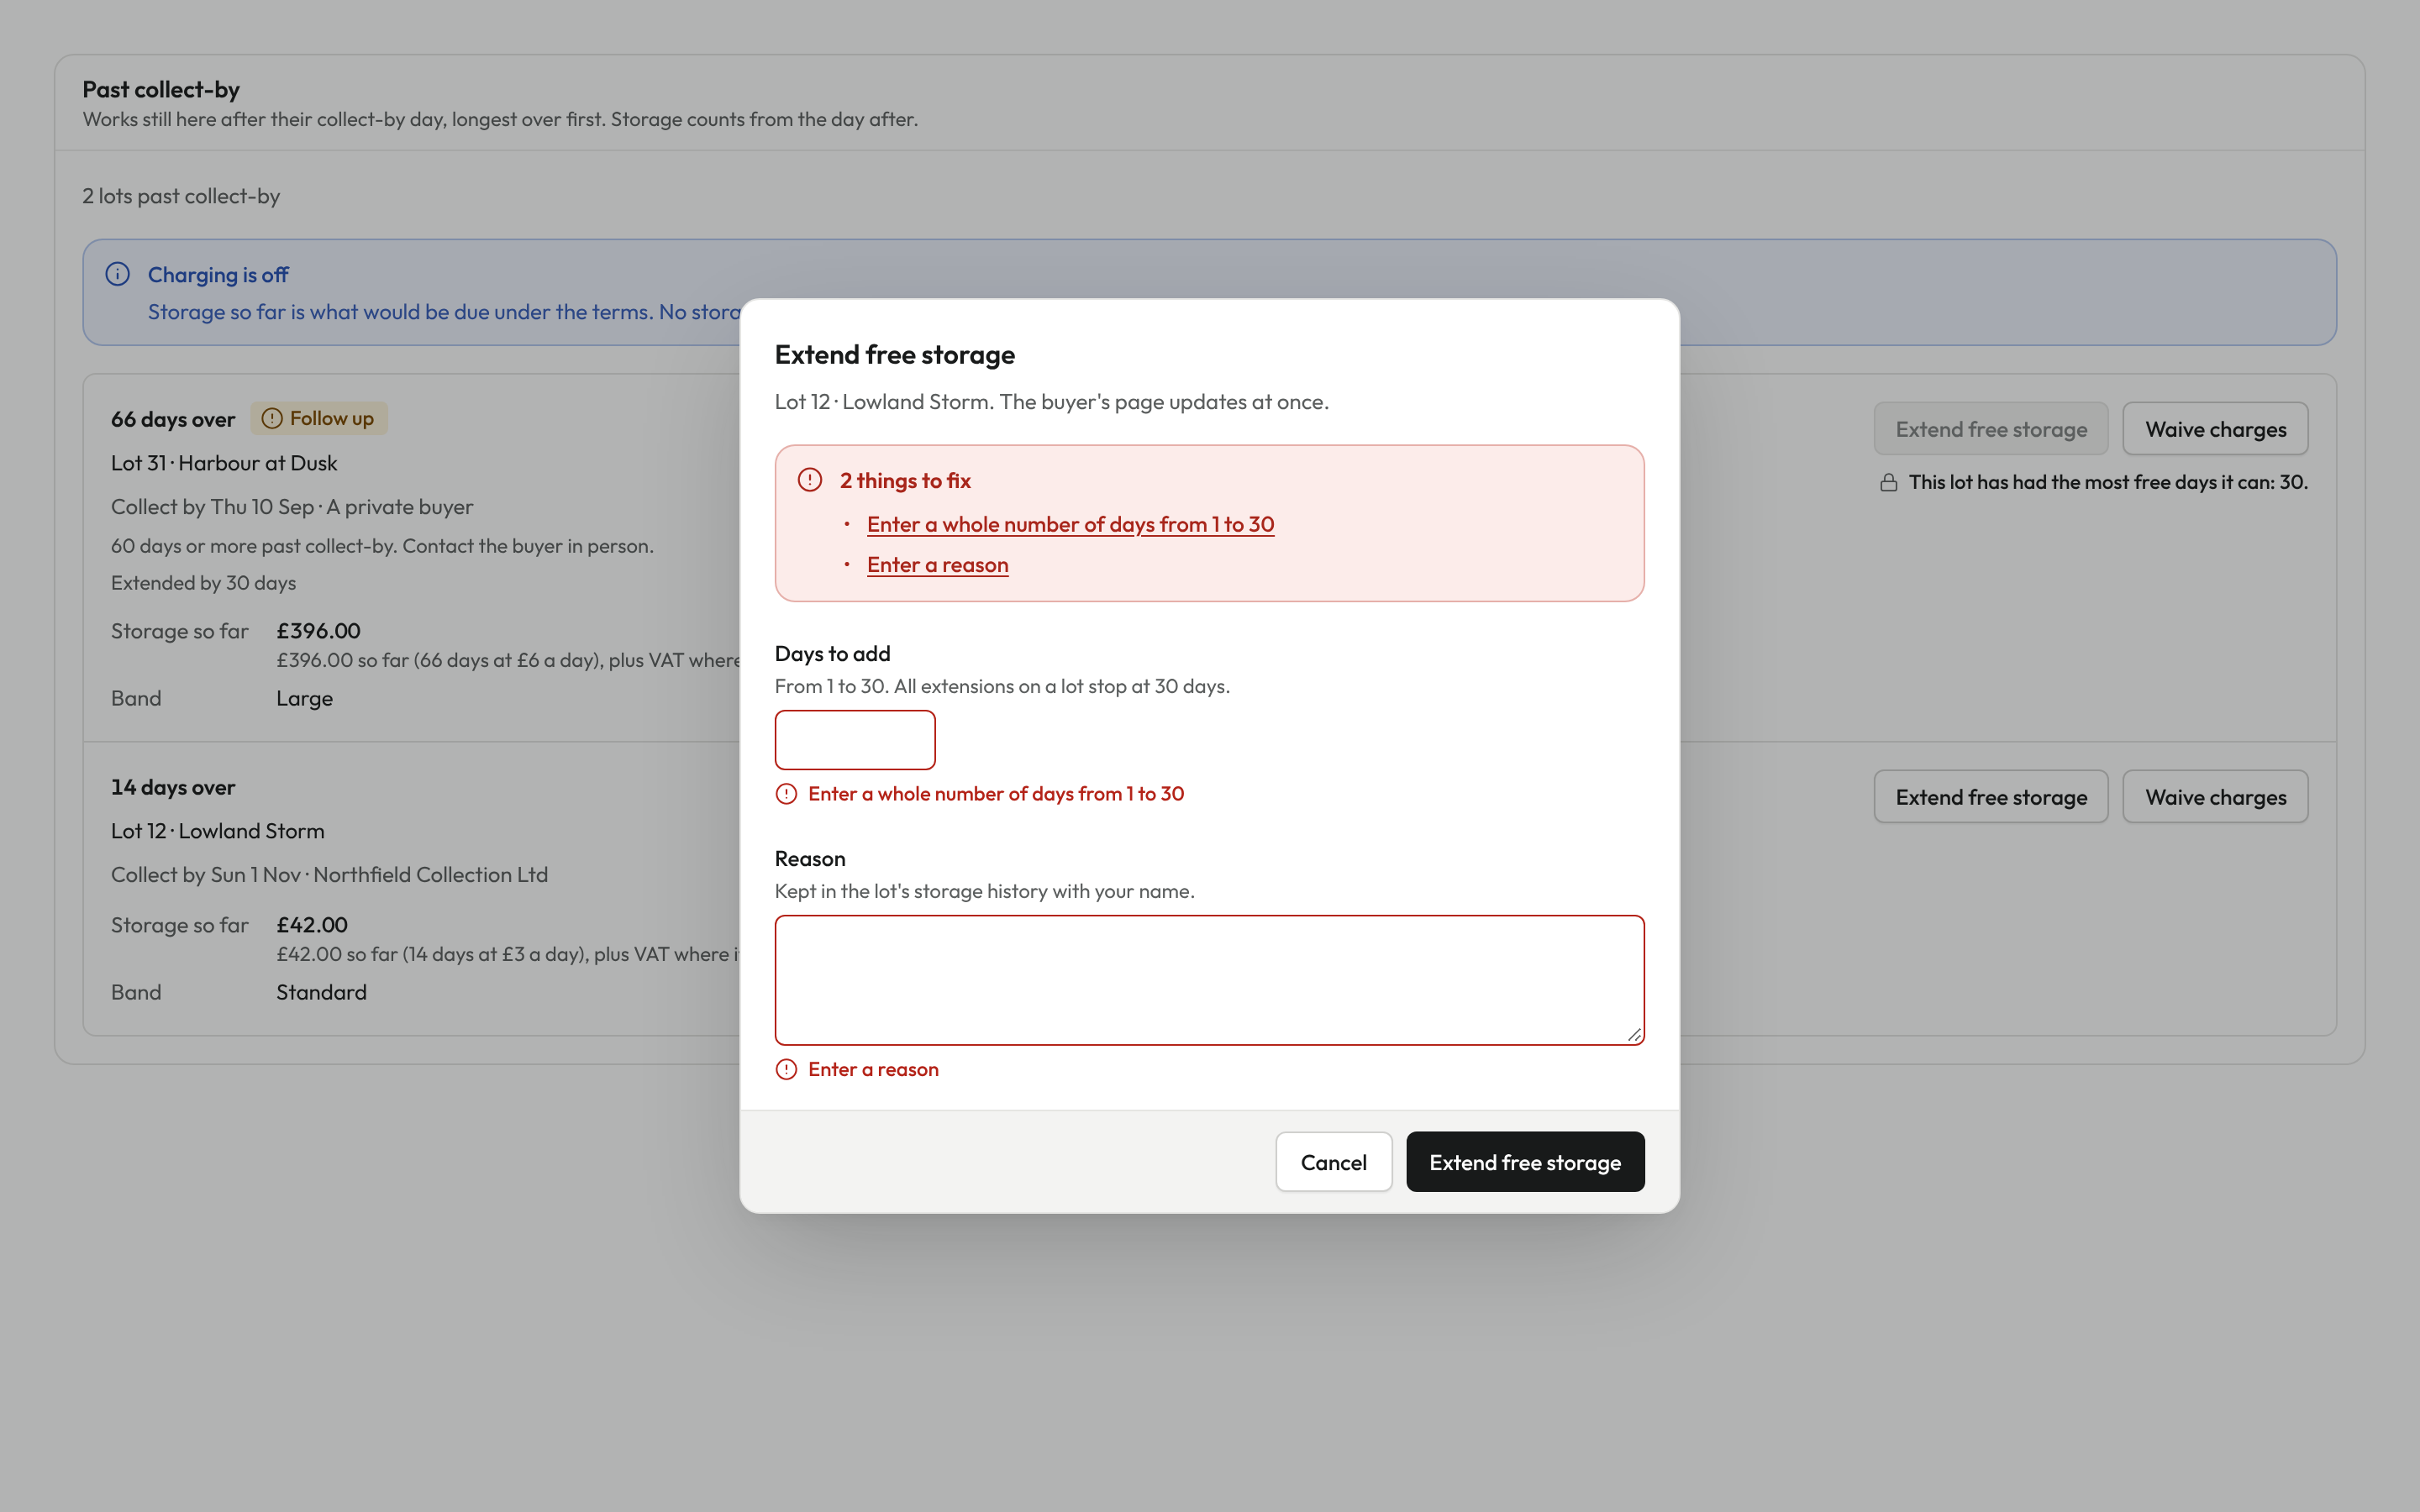 Past collect-by
Works still here after their collect-by day, longest over first. Storage counts from the day after.
2 lots past collect-by
Charging is off
Storage so far is what would be due under the terms. No
66 days over
Follow up
Lot 31 · Harbour at Dusk
Collect by Thu 10 Sep · A private buyer
60 days or more past collect-by. Contact the buyer in person.
Extended by 30 days
Storage so far
£396.00
£396.00 so far (66 days at £6 a day), plus VAT where
Band
Large
Extend free storage
Waive charges
This lot has had the most free days it can: 30.
14 days over
Lot 12 · Lowland Storm
Collect by Sun 1 Nov · Northfield Collection Ltd
Storage so far
£42.00
£42.00 so far (14 days at £3 a day), plus VAT where
Band
Standard
Extend free storage
Waive charges
Extend free storage
Lot 12 · Lowland Storm. The buyer's page updates at once.
2 things to fix
• Enter a whole number of days from 1 to 30
• Enter a reason
Days to add
From 1 to 30. All extensions on a lot stop at 30 days.
Enter a whole number of days from 1 to 30
Reason
Kept in the lot's storage history with your name.
Enter a reason
Cancel
Extend free storage